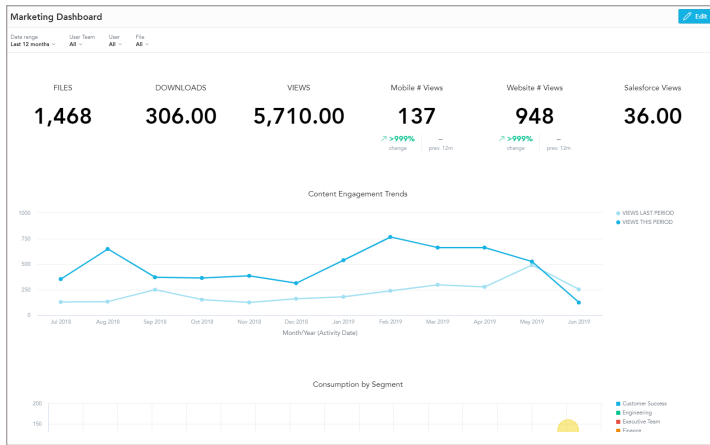 Marketing Dashboard
Edit
Date range User Team User File
Last 12 months All All All
FILES DOWNLOADS VIEWS Mobile # Views Website # Views Salesforce Views
1,468 306.00 5,710.00 137 948 36.00
>999% – >999% –
change prev. 12m change prev. 12m
Content Engagement Trends
1000
VIEWS LAST PERIOD
VIEWS THIS PERIOD
750
500
250
0
Jul 2018 Aug 2018 Sep 2018 Oct 2018 Nov 2018 Dec 2018 Jan 2019 Feb 2019 Mar 2019 Apr 2019 May 2019 Jun 2019
Month/Year (Activity Date)
Consumption by Segment
200
150
Customer Success
Engineering
Executive Team
Finance